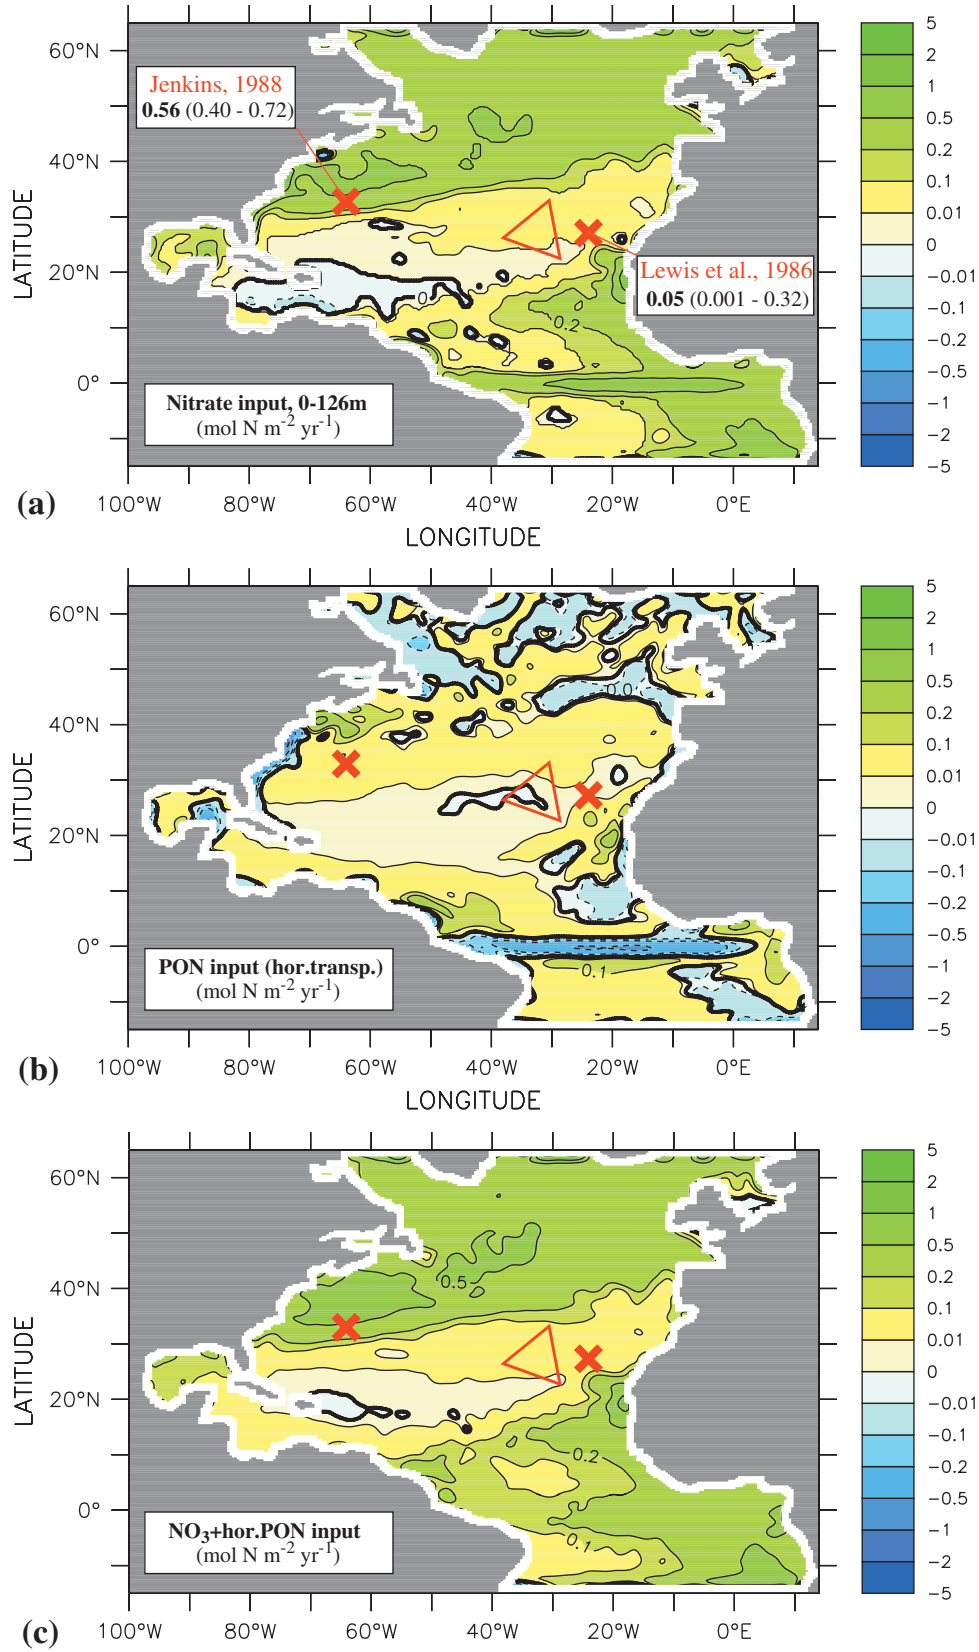 60°N
40°N
20°N
0°
LATITUDE
Jenkins, 1988
0.56 (0.40 - 0.72)
Lewis et al., 1986
0.05 (0.001 - 0.32)
0
0.2
Nitrate input, 0-126m
(mol N m⁻² yr⁻¹)
5
2
1
0.5
0.2
0.1
0.01
0
-0.01
-0.1
-0.2
-0.5
-1
-2
-5
(a)
100°W 80°W 60°W 40°W 20°W 0°E
LONGITUDE
60°N
40°N
20°N
0°
LATITUDE
0.0
0.1
PON input (hor.transp.)
(mol N m⁻² yr⁻¹)
5
2
1
0.5
0.2
0.1
0.01
0
-0.01
-0.1
-0.2
-0.5
-1
-2
-5
(b)
100°W 80°W 60°W 40°W 20°W 0°E
LONGITUDE
60°N
40°N
20°N
0°
LATITUDE
0.5
0.2
0.1
NO₃+hor.PON input
(mol N m⁻² yr⁻¹)
5
2
1
0.5
0.2
0.1
0.01
0
-0.01
-0.1
-0.2
-0.5
-1
-2
-5
(c)
100°W 80°W 60°W 40°W 20°W 0°E